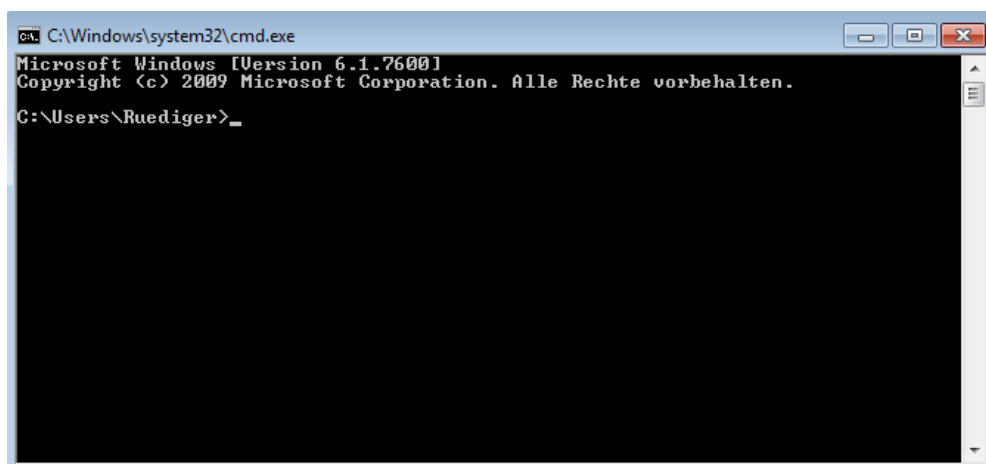 C:\Windows\system32\cmd.exe
Microsoft Windows [Version 6.1.7600]
Copyright (c) 2009 Microsoft Corporation. Alle Rechte vorbehalten.
C:\Users\Ruediger>_